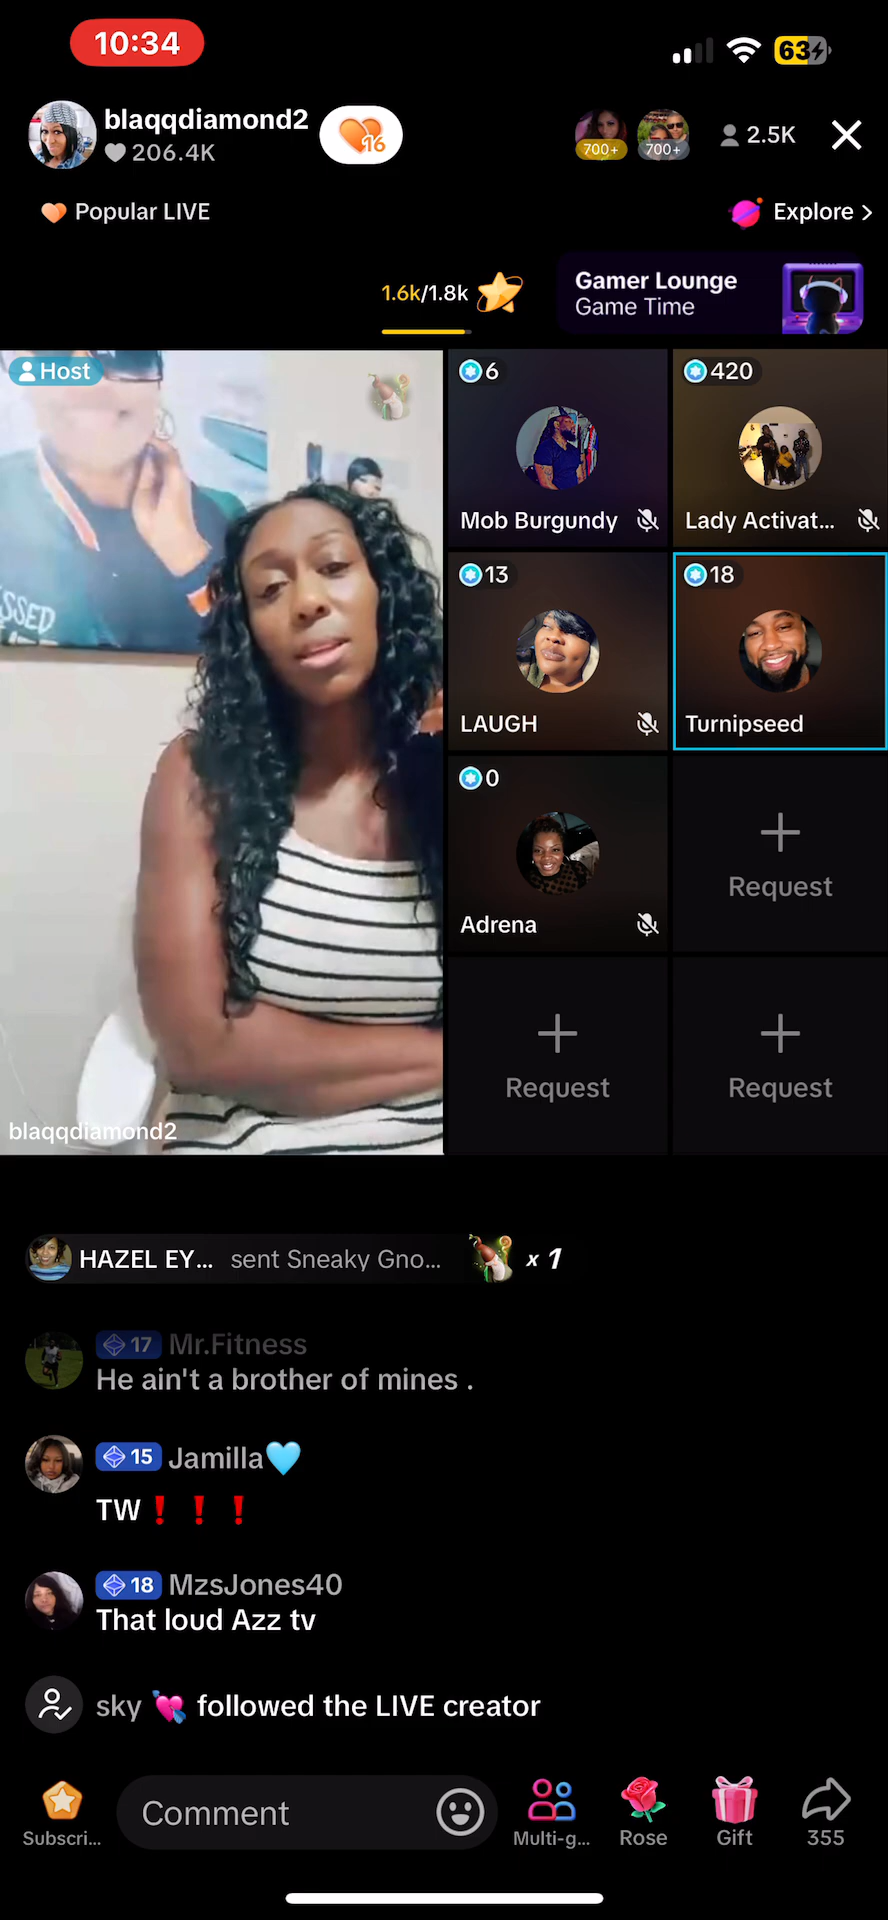 10:34
63
blaqqdiamond2
206.4K
16
700+
700+
2.5K
Popular LIVE
Explore >
1.6k/1.8k
Gamer Lounge
Game Time
Host
SSED
6
Mob Burgundy
420
Lady Activat...
13
LAUGH
18
Turnipseed
0
Adrena
Request
Request
Request
blaqqdiamond2
HAZEL EY... sent Sneaky Gno... x 1
17 Mr.Fitness
He ain't a brother of mines .
15 Jamilla🩵
TW❗❗❗
18 MzsJones40
That loud Azz tv
sky 💘 followed the LIVE creator
Subscri...
Comment
Multi-g...
Rose
Gift
355